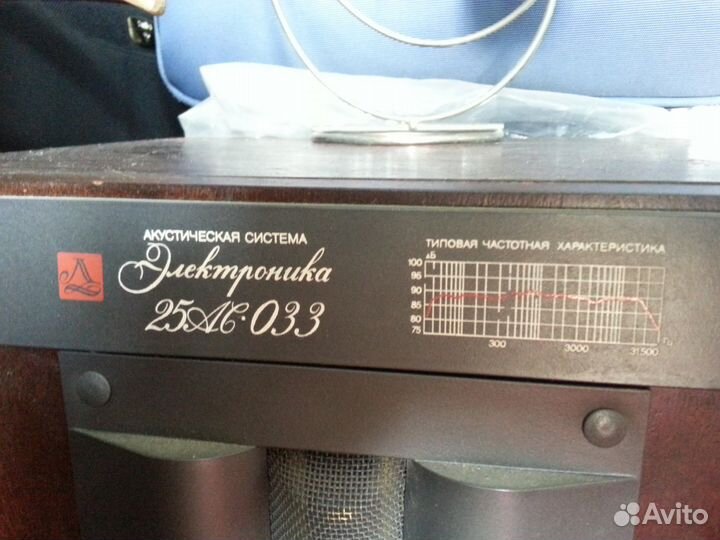 АКУСТИЧЕСКАЯ СИСТЕМА
Электроника
25АС-033
ТИПОВАЯ ЧАСТОТНАЯ ХАРАКТЕРИСТИКА
дБ
100
95
90
85
80
75
300 3000 31500 Гц
Avito